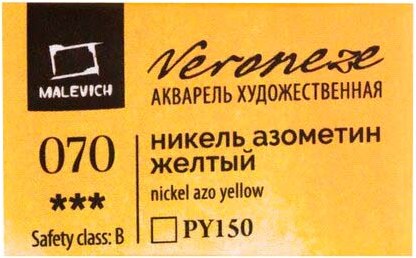 MALEVICH
Veroneze
АКВАРЕЛЬ ХУДОЖЕСТВЕННАЯ
070
***
Safety class: B
никель азометин
желтый
nickel azo yellow
□ PY150